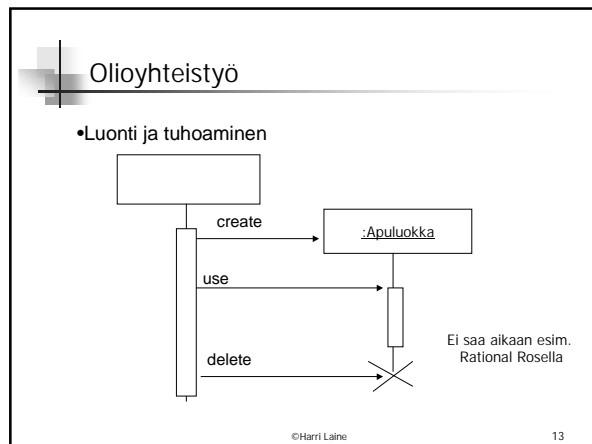 Olioyhteistyö
•Luonti ja tuhoaminen
create
:Apuluokka
use
Ei saa aikaan esim.
Rational Rosella
delete
©Harri Laine
13